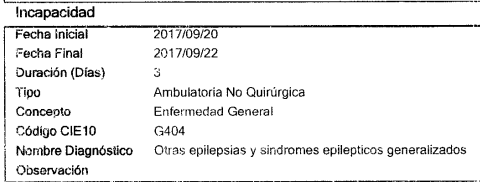 Incapacidad
Fecha Inicial 2017/09/20
Fecha Final 2017/09/22
Duración (Días) 3
Tipo Ambulatoria No Quirúrgica
Concepto Enfermedad General
Código CIE10 G404
Nombre Diagnóstico Otras epilepsias y sindromes epilepticos generalizados
Observación